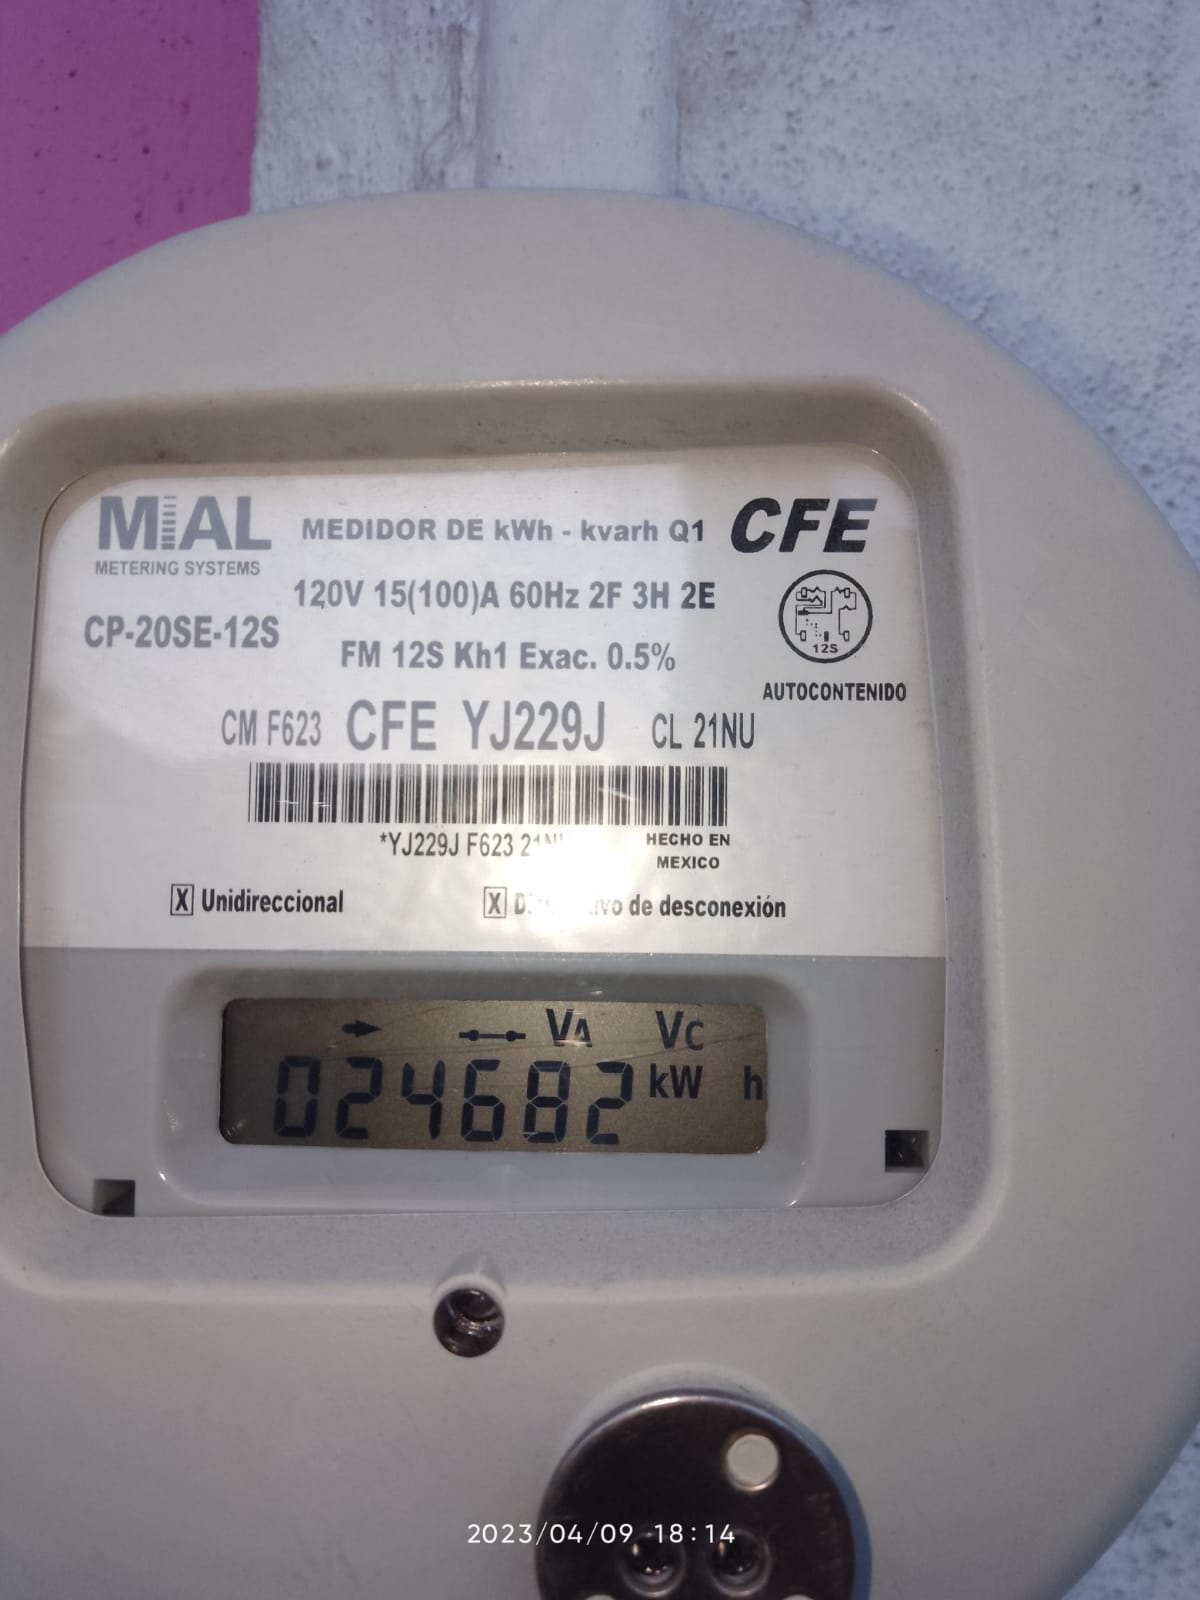 MIAL
METERING SYSTEMS
MEDIDOR DE kWh - kvarh Q1
CFE
120V 15(100)A 60Hz 2F 3H 2E
CP-20SE-12S
FM 12S Kh1 Exac. 0.5%
12S
AUTOCONTENIDO
CM F623 CFE YJ229J CL 21NU
*YJ229J F623
HECHO EN
MEXICO
X Unidireccional
X de desconexión
VA VC
024682 kW h
2023/04/09 18:14